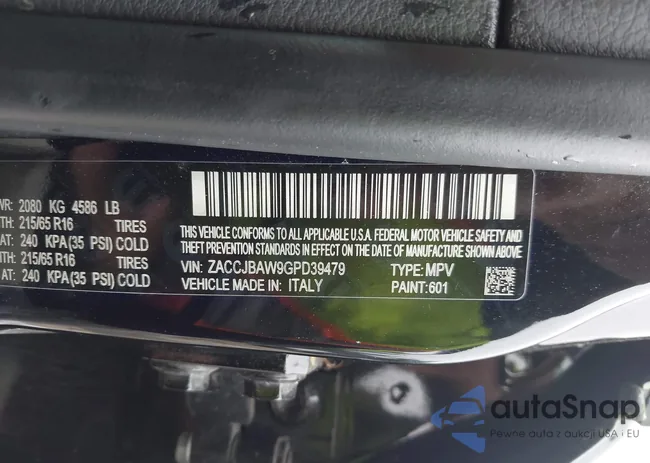 WR: 2080 KG 4586 LB
TH: 215/65 R16 TIRES
AT: 240 KPA(35 PSI) COLD
TH: 215/65 R16 TIRES
AT: 240 KPA(35 PSI) COLD
THIS VEHICLE CONFORMS TO ALL APPLICABLE U.S.A. FEDERAL MOTOR VEHICLE SAFETY AND
THEFT PREVENTION STANDARDS IN EFFECT ON THE DATE OF MANUFACTURE SHOWN ABOVE.
VIN: ZACCJBAW9GPD39479 TYPE: MPV
VEHICLE MADE IN: ITALY PAINT: 601
autoSnap
Pewne auta z aukcji USA i EU